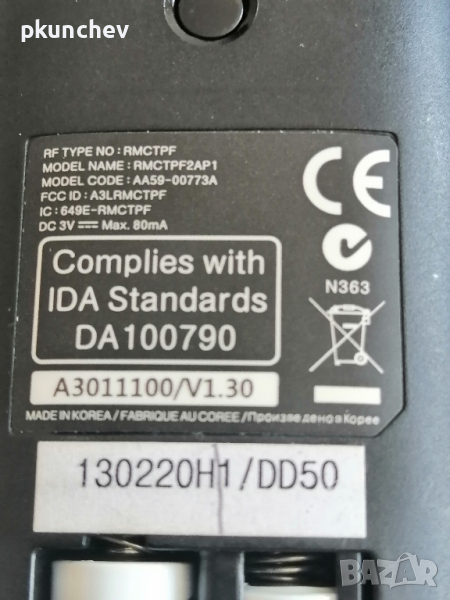 pkunchev
RF TYPE NO : RMCTPF
MODEL NAME : RMCTPF2AP1
MODEL CODE : AA59-00773A
FCC ID : A3LRMCTPF
IC : 649E-RMCTPF
DC 3V ⎓ Max. 80mA
CE
N363
Complies with
IDA Standards
DA100790
A3011100/V1.30
MADE IN KOREA / FABRIQUE AU COREE / Произведено в Корее
130220H1/DD50
BAZAR